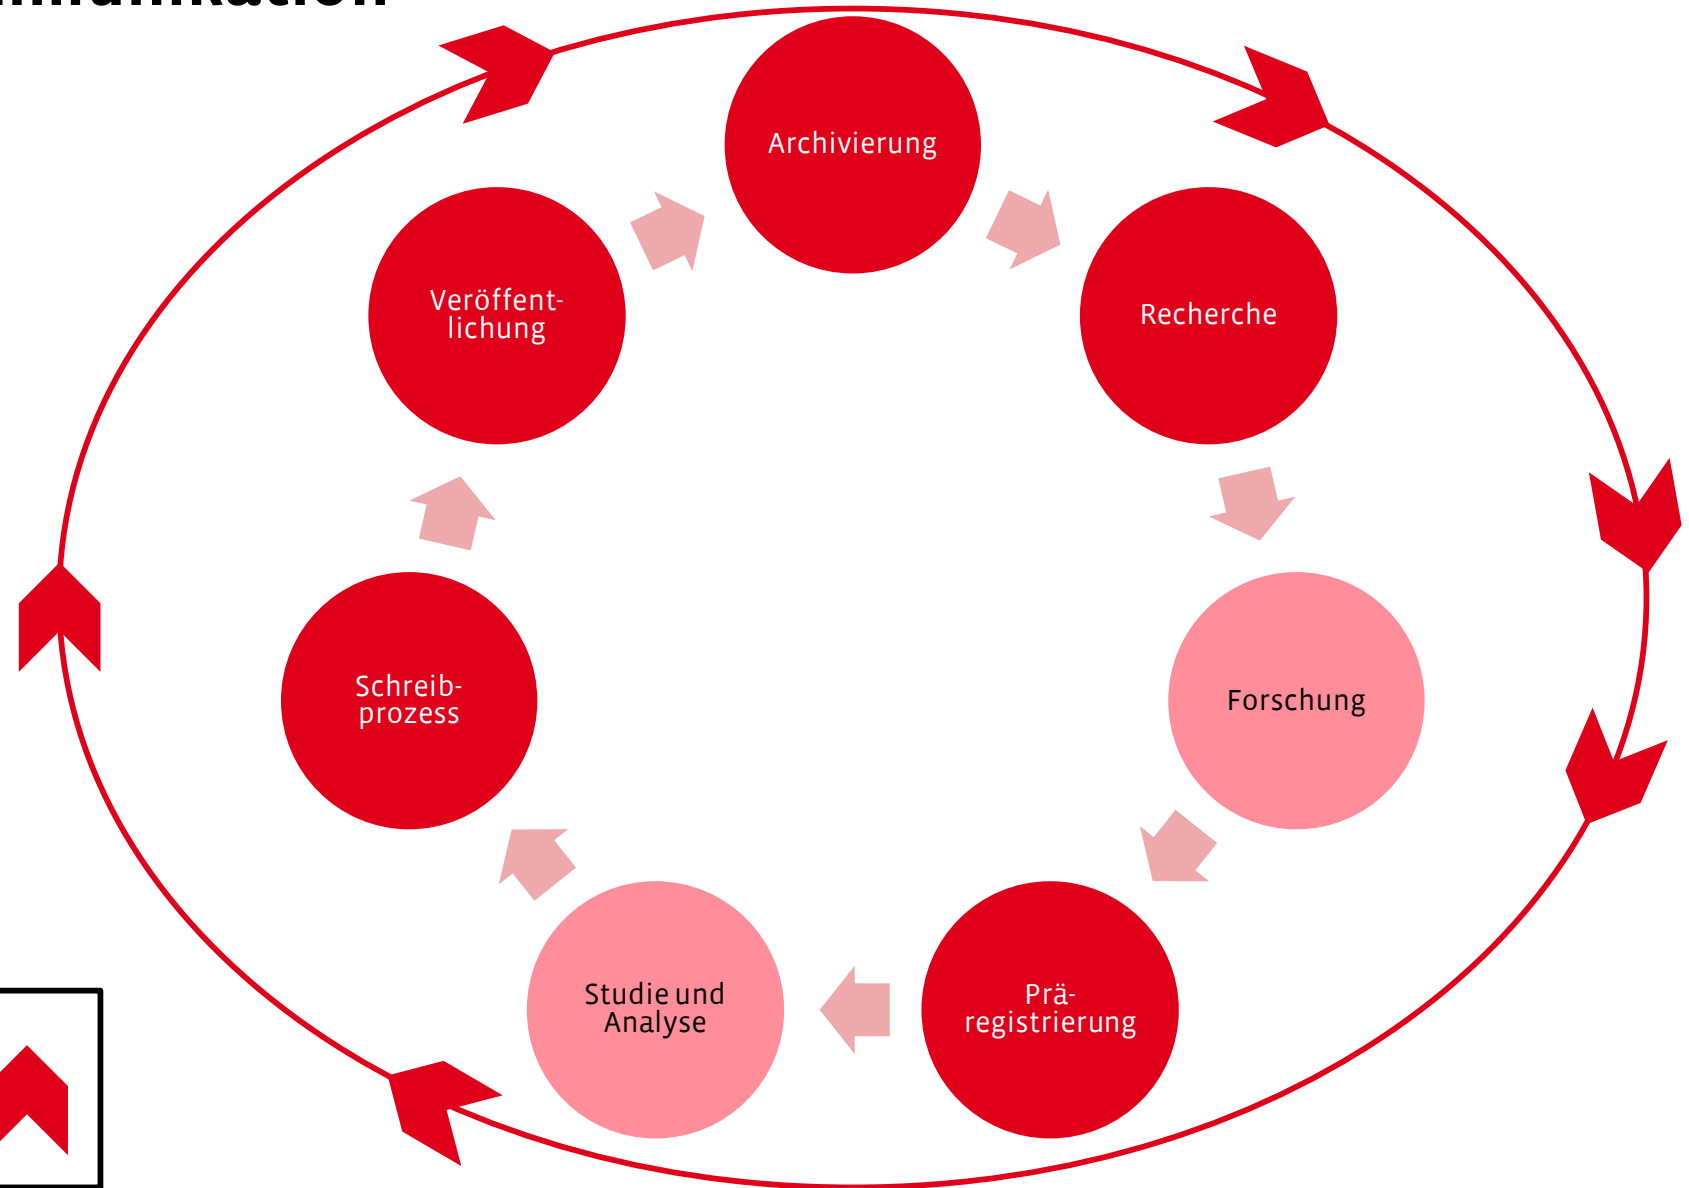 Archivierung
Recherche
Forschung
Prä-
registrierung
Studie und
Analyse
Schreib-
prozess
Veröffent-
lichung